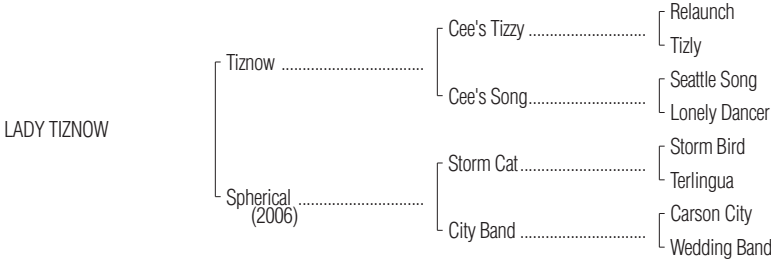 Relaunch
Cee's Tizzy ..............................
Tizly
Tiznow ....................................
Seattle Song
Cee's Song..............................
Lonely Dancer
LADY TIZNOW
Storm Bird
Storm Cat ................................
Terlingua
Spherical ................................
(2006)
Carson City
City Band ................................
Wedding Band